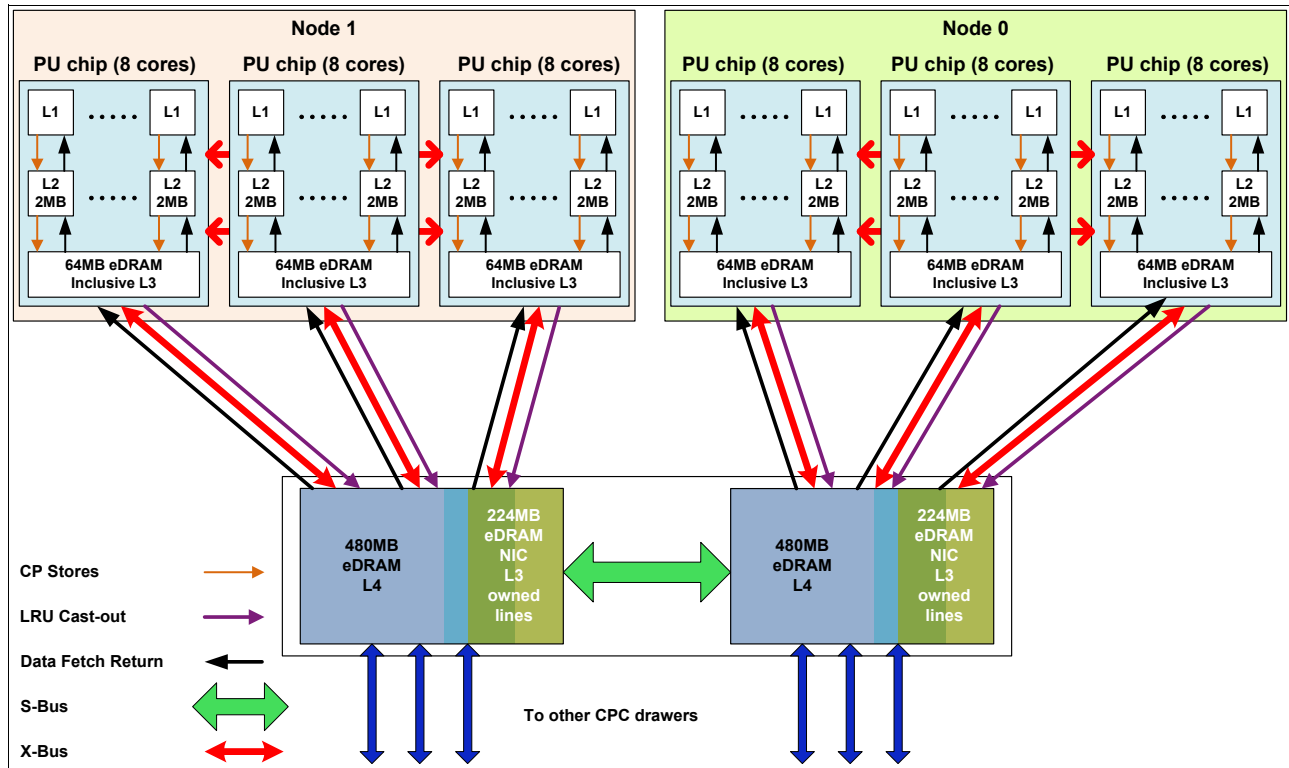 Node 1
Node 0
PU chip (8 cores)
PU chip (8 cores)
PU chip (8 cores)
PU chip (8 cores)
PU chip (8 cores)
PU chip (8 cores)
L1 ..... L1
L1 ..... L1
L1 ..... L1
L1 ..... L1
L1 ..... L1
L1 ..... L1
L2
2MB
.....
L2
2MB
L2
2MB
.....
L2
2MB
L2
2MB
.....
L2
2MB
L2
2MB
.....
L2
2MB
L2
2MB
.....
L2
2MB
L2
2MB
.....
L2
2MB
64MB eDRAM
Inclusive L3
64MB eDRAM
Inclusive L3
64MB eDRAM
Inclusive L3
64MB eDRAM
Inclusive L3
64MB eDRAM
Inclusive L3
64MB eDRAM
Inclusive L3
480MB
eDRAM
L4
224MB
eDRAM
NIC
L3
owned
lines
480MB
eDRAM
L4
224MB
eDRAM
NIC
L3
owned
lines
CP Stores
LRU Cast-out
Data Fetch Return
S-Bus
X-Bus
To other CPC drawers